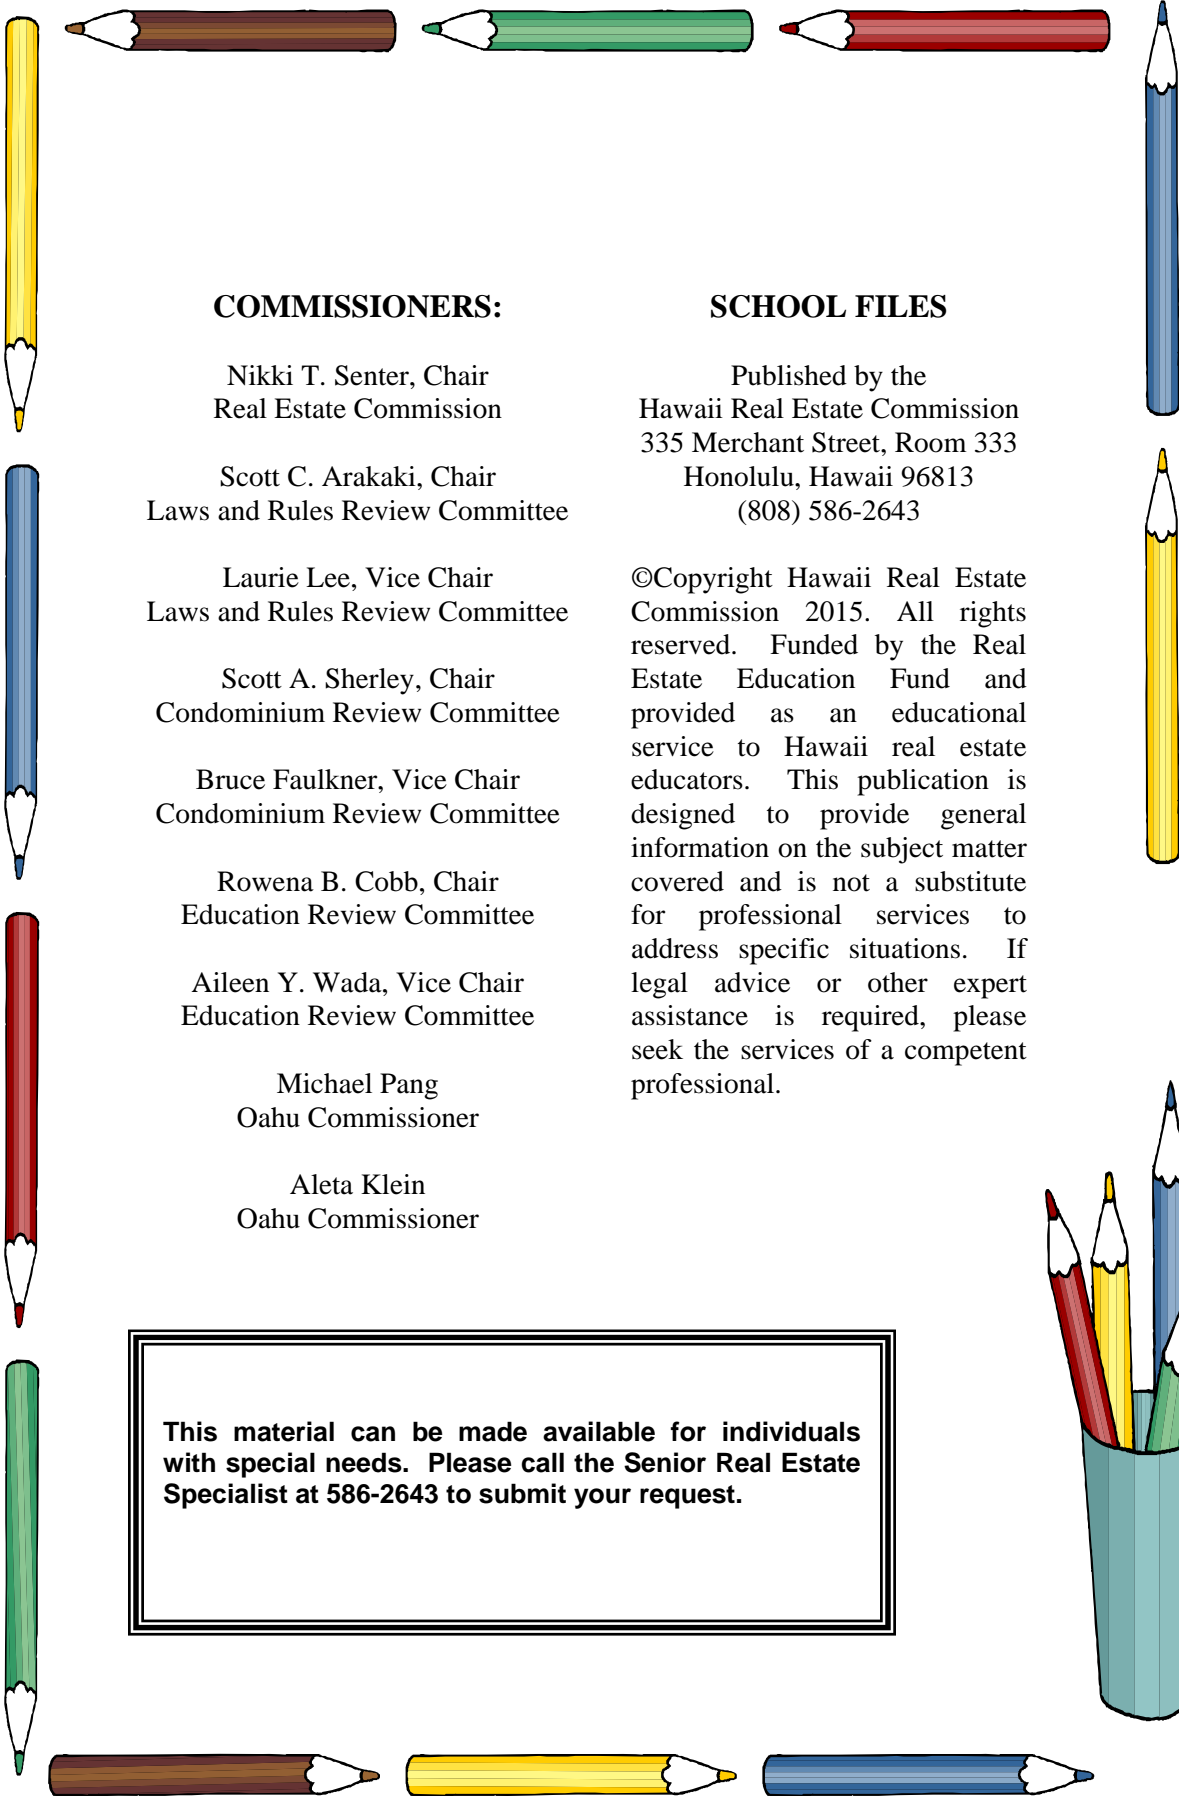 COMMISSIONERS:
Nikki T. Senter, Chair
Real Estate Commission
Scott C. Arakaki, Chair
Laws and Rules Review Committee
Laurie Lee, Vice Chair
Laws and Rules Review Committee
Scott A. Sherley, Chair
Condominium Review Committee
Bruce Faulkner, Vice Chair
Condominium Review Committee
Rowena B. Cobb, Chair
Education Review Committee
Aileen Y. Wada, Vice Chair
Education Review Committee
Michael Pang
Oahu Commissioner
Aleta Klein
Oahu Commissioner
SCHOOL FILES
Published by the
Hawaii Real Estate Commission
335 Merchant Street, Room 333
Honolulu, Hawaii 96813
(808) 586-2643
©Copyright Hawaii Real Estate
Commission 2015. All rights
reserved. Funded by the Real
Estate Education Fund and
provided as an educational
service to Hawaii real estate
educators. This publication is
designed to provide general
information on the subject matter
covered and is not a substitute
for professional services to
address specific situations. If
legal advice or other expert
assistance is required, please
seek the services of a competent
professional.
This material can be made available for individuals
with special needs. Please call the Senior Real Estate
Specialist at 586-2643 to submit your request.